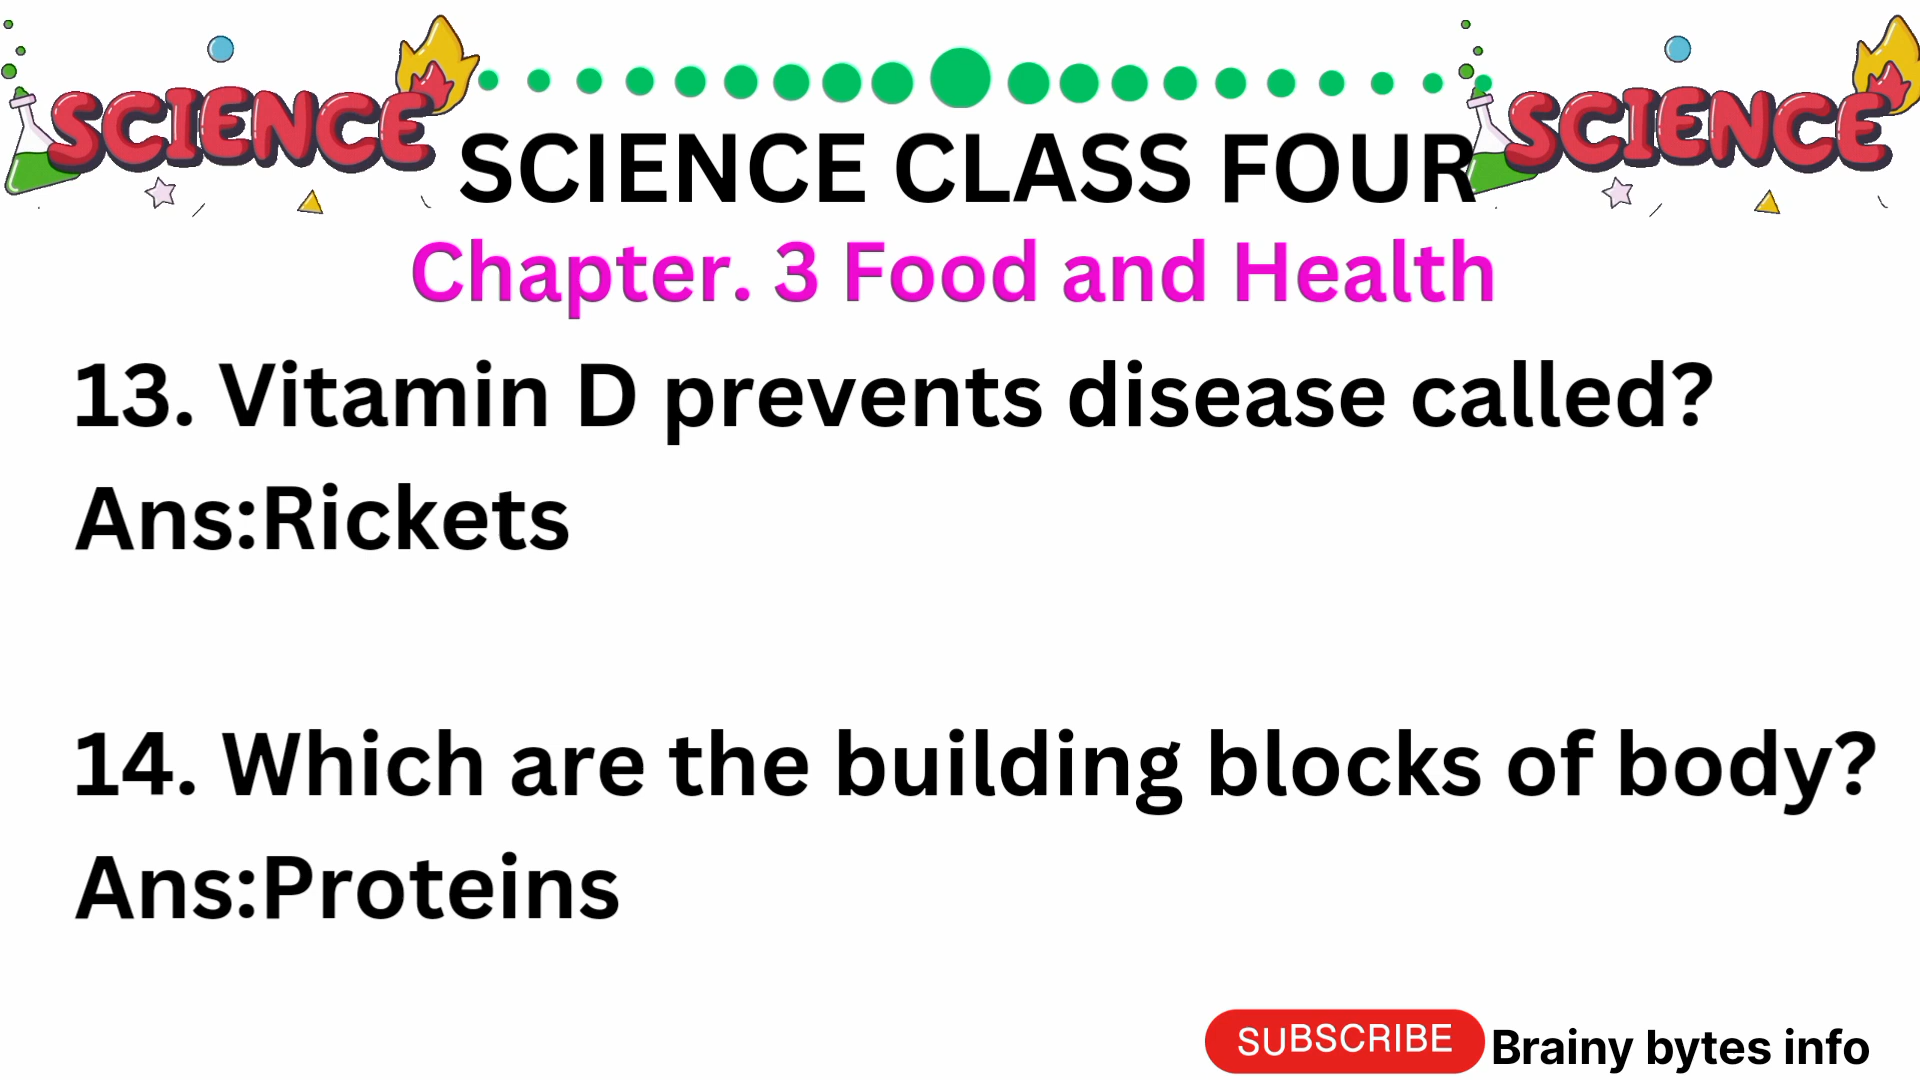 SCIENCE SCIENCE
SCIENCE CLASS FOUR
Chapter. 3 Food and Health
13. Vitamin D prevents disease called?
Ans:Rickets
14. Which are the building blocks of body?
Ans:Proteins
SUBSCRIBE Brainy bytes info